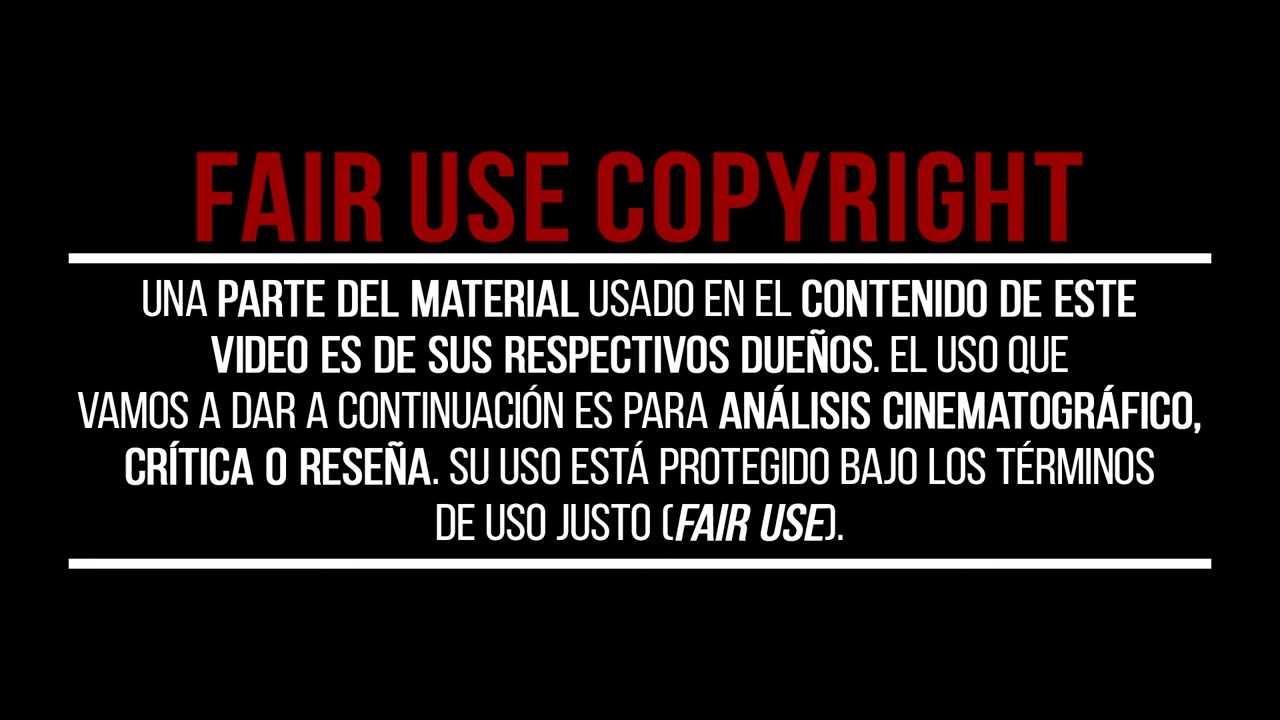 FAIR USE COPYRIGHT
UNA PARTE DEL MATERIAL USADO EN EL CONTENIDO DE ESTE
VIDEO ES DE SUS RESPECTIVOS DUEÑOS. EL USO QUE
VAMOS A DAR A CONTINUACIÓN ES PARA ANÁLISIS CINEMATOGRÁFICO,
CRÍTICA O RESEÑA. SU USO ESTÁ PROTEGIDO BAJO LOS TÉRMINOS
DE USO JUSTO (FAIR USE).